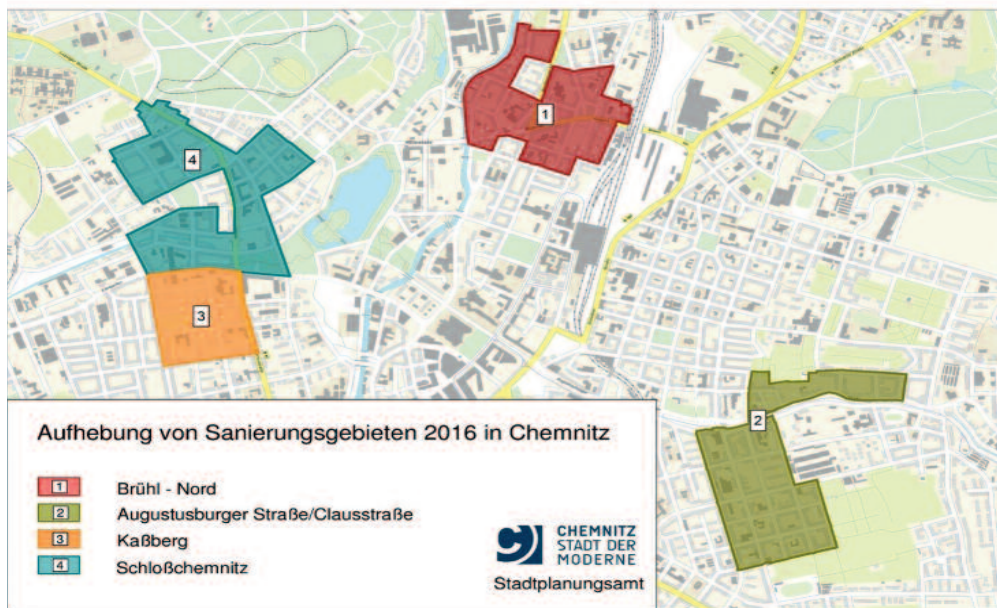 1
4
3
2
Aufhebung von Sanierungsgebieten 2016 in Chemnitz
1 Brühl - Nord
2 Augustusburger Straße/Clausstraße
3 Kaßberg
4 Schloßchemnitz
CHEMNITZ
STADT DER
MODERNE
Stadtplanungsamt